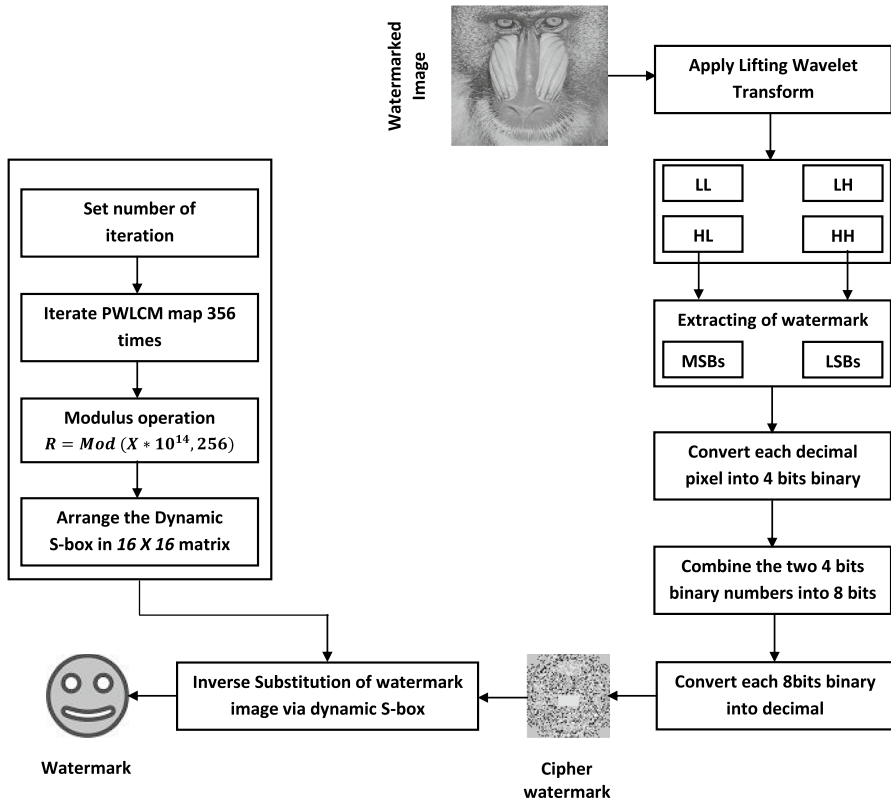 Watermarked
Image
Apply Lifting Wavelet
Transform
LL
LH
HL
HH
Extracting of watermark
MSBs
LSBs
Convert each decimal
pixel into 4 bits binary
Combine the two 4 bits
binary numbers into 8 bits
Convert each 8bits binary
into decimal
Set number of
iteration
Iterate PWLCM map 356
times
Modulus operation
R = Mod (X * 10^14, 256)
Arrange the Dynamic
S-box in 16 X 16 matrix
Inverse Substitution of watermark
image via dynamic S-box
Cipher
watermark
Watermark